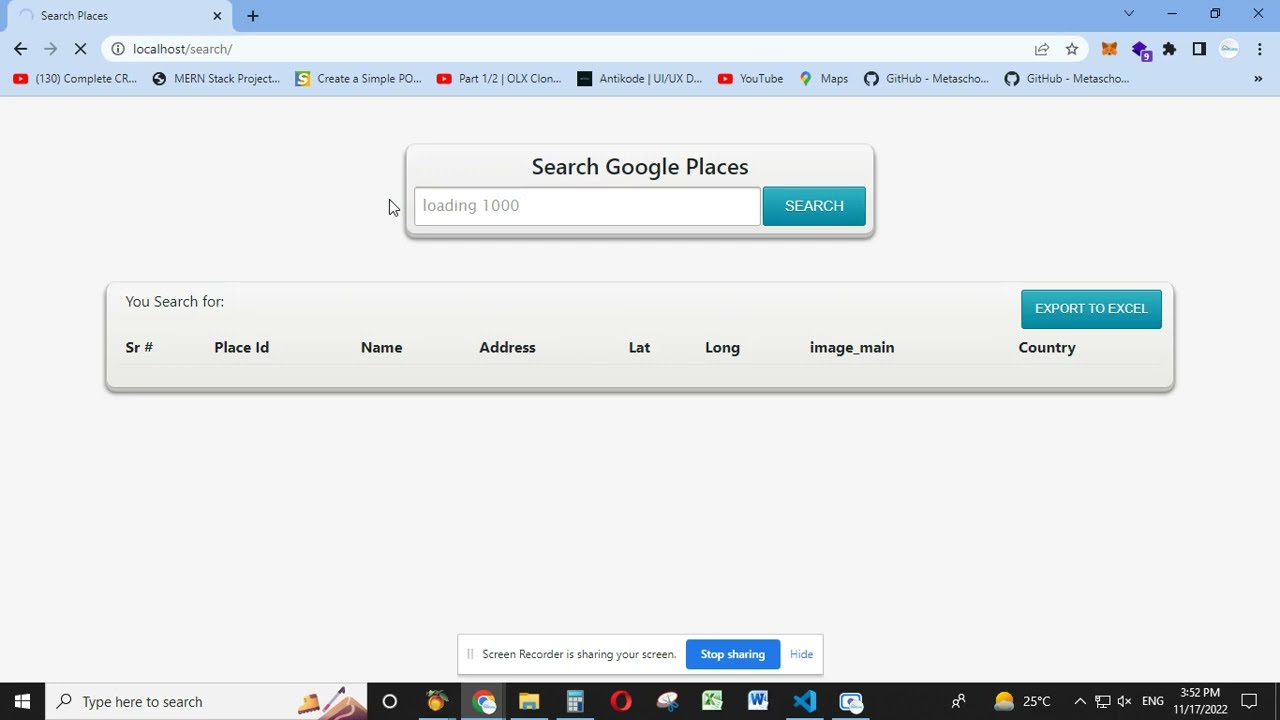 Search Places
localhost/search/
9
(130) Complete CR...
MERN Stack Project...
Create a Simple PO...
Part 1/2 | OLX Clon...
Antikode | UI/UX D...
YouTube
Maps
GitHub - Metascho...
GitHub - Metascho...
»
Search Google Places
loading 1000
SEARCH
You Search for:
EXPORT TO EXCEL
Sr # Place Id Name Address Lat Long image_main Country
Screen Recorder is sharing your screen. Stop sharing Hide
Type here to search
25°C
ENG
3:52 PM
11/17/2022